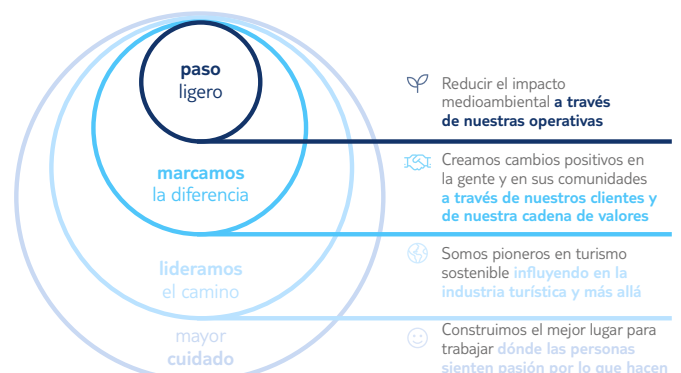 paso
ligero
Reducir el impacto
medioambiental a través
de nuestras operativas
marcamos
la diferencia
Creamos cambios positivos en
la gente y en sus comunidades
a través de nuestros clientes y
de nuestra cadena de valores
lideramos
el camino
Somos pioneros en turismo
sostenible influyendo en la
industria turística y más allá
mayor
cuidado
Construimos el mejor lugar para
trabajar dónde las personas
sienten pasión por lo que hacen